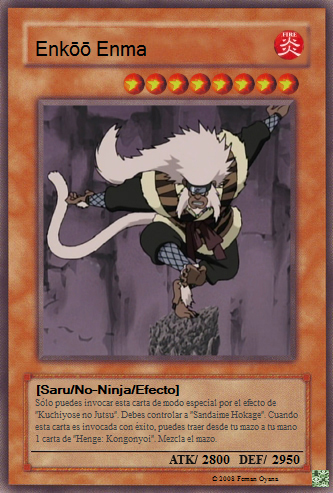 Enkōō Enma
FIRE
炎
[Saru/No-Ninja/Efecto]
Sólo puedes invocar esta carta de modo especial por el efecto de
"Kuchiyose no Jutsu". Debes controlar a "Sandaime Hokage". Cuando
esta carta es invocada con éxito, puedes traer desde tu mazo a tu mano
1 carta de "Henge: Kongonyoi". Mezcla el mazo.
ATK/ 2800 DEF/ 2950
©2008 Fernan Oyana